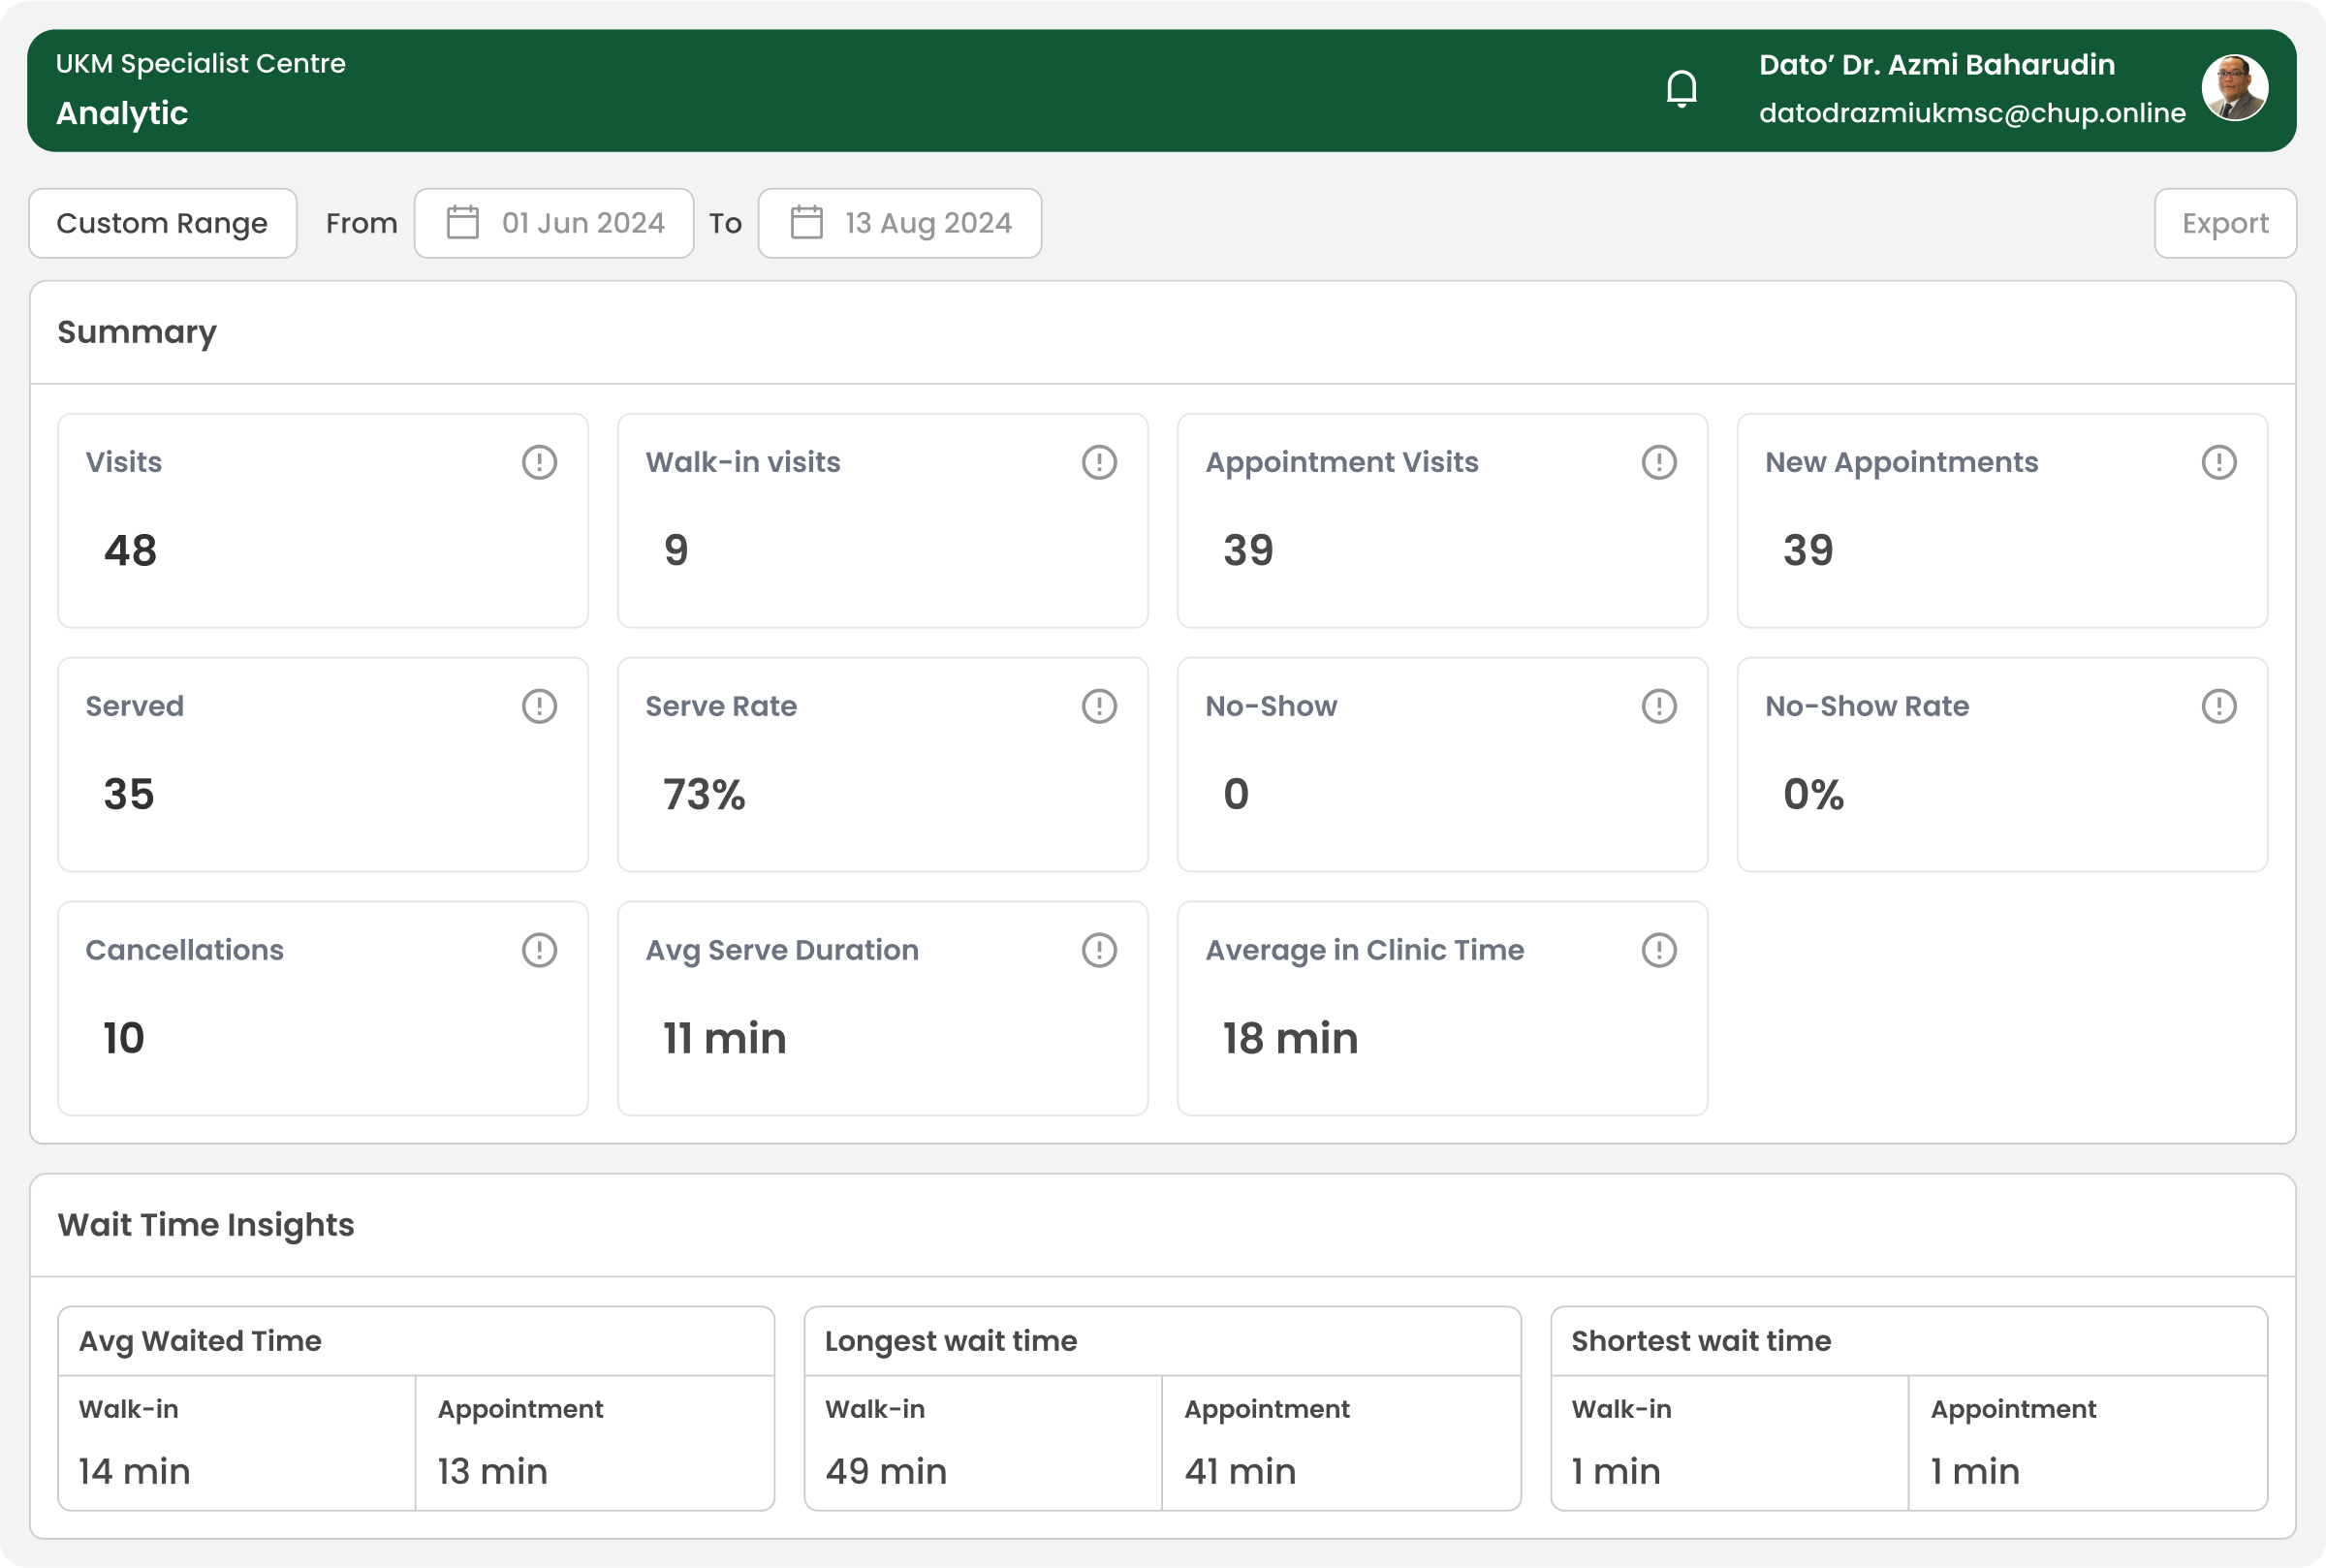 UKM Specialist Centre
Analytic
Dato’ Dr. Azmi Baharudin
datodrazmiukmsc@chup.online
Custom Range From 01 Jun 2024 To 13 Aug 2024 Export
Summary
Visits
48
Walk-in visits
9
Appointment Visits
39
New Appointments
39
Served
35
Serve Rate
73%
No-Show
0
No-Show Rate
0%
Cancellations
10
Avg Serve Duration
11 min
Average in Clinic Time
18 min
Wait Time Insights
Avg Waited Time
Walk-in
14 min
Appointment
13 min
Longest wait time
Walk-in
49 min
Appointment
41 min
Shortest wait time
Walk-in
1 min
Appointment
1 min